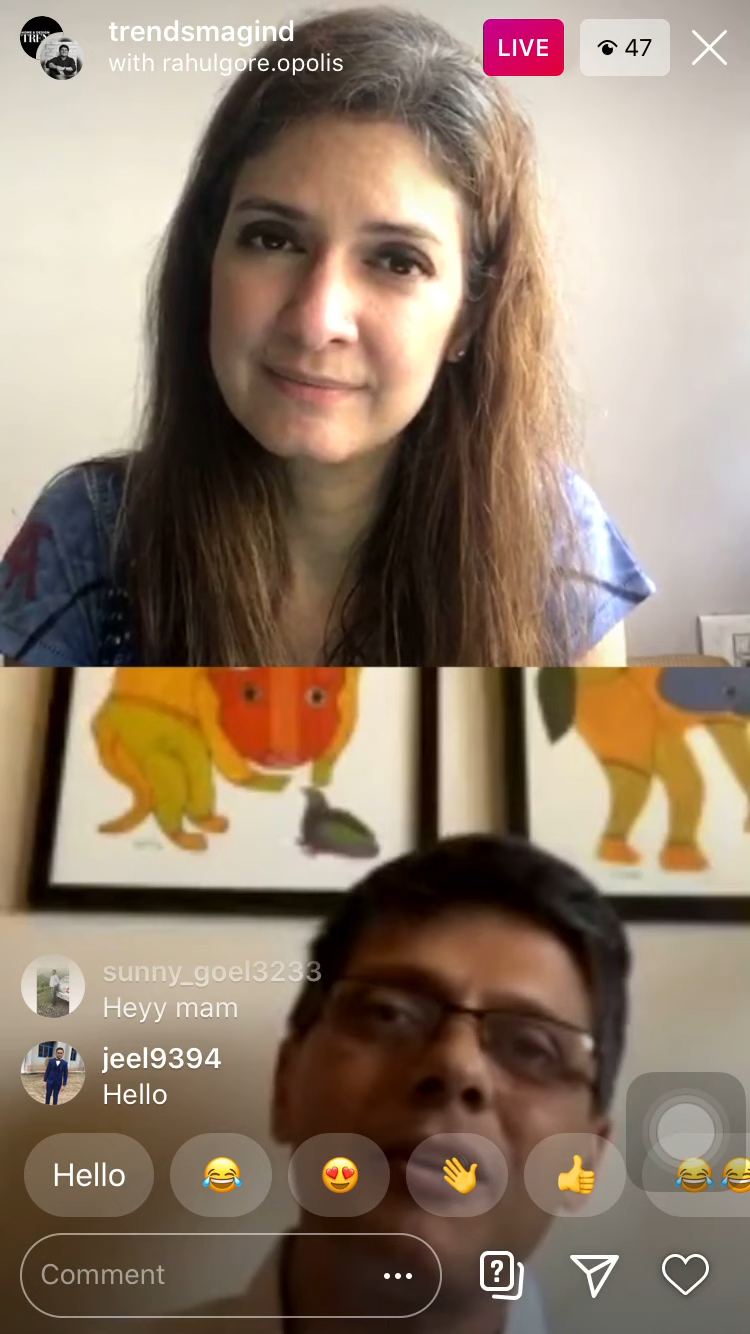 trendsmagind
with rahulgore.opolis
LIVE
47
sunny_goel3233
Heyy mam
jeel9394
Hello
Hello
Comment